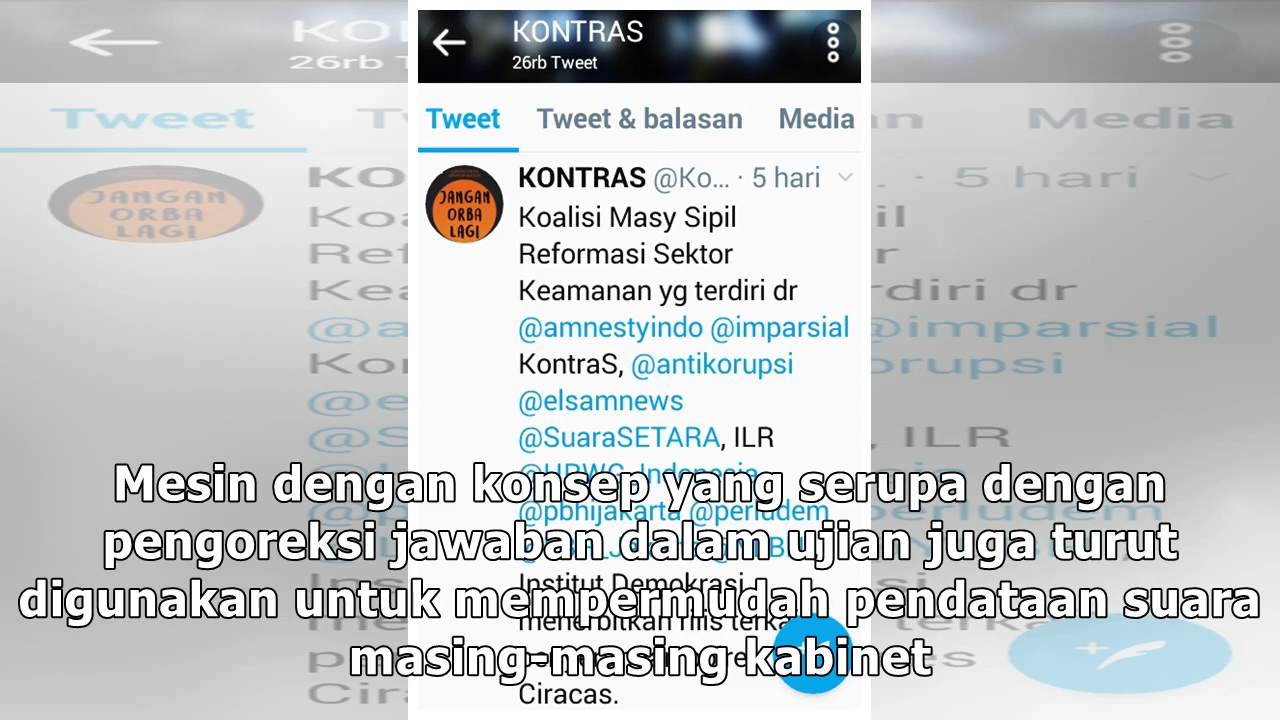 KONTRAS
26rb Tweet
Tweet
Tweet & balasan
Media
KONTRAS @Ko... · 5 hari
JANGAN
ORBA
LAGI
Koalisi Masy Sipil
Reformasi Sektor
Keamanan yg terdiri dr
@amnestyindo @imparsial
KontraS, @antikorupsi
@elsamnews
@SuaraSETARA, ILR
@pbhijakarta @perludem
Institut Demokrasi
Ciracas.
Mesin dengan konsep yang serupa dengan
pengoreksi jawaban dalam ujian juga turut
digunakan untuk mempermudah pendataan suara
masing-masing kabinet